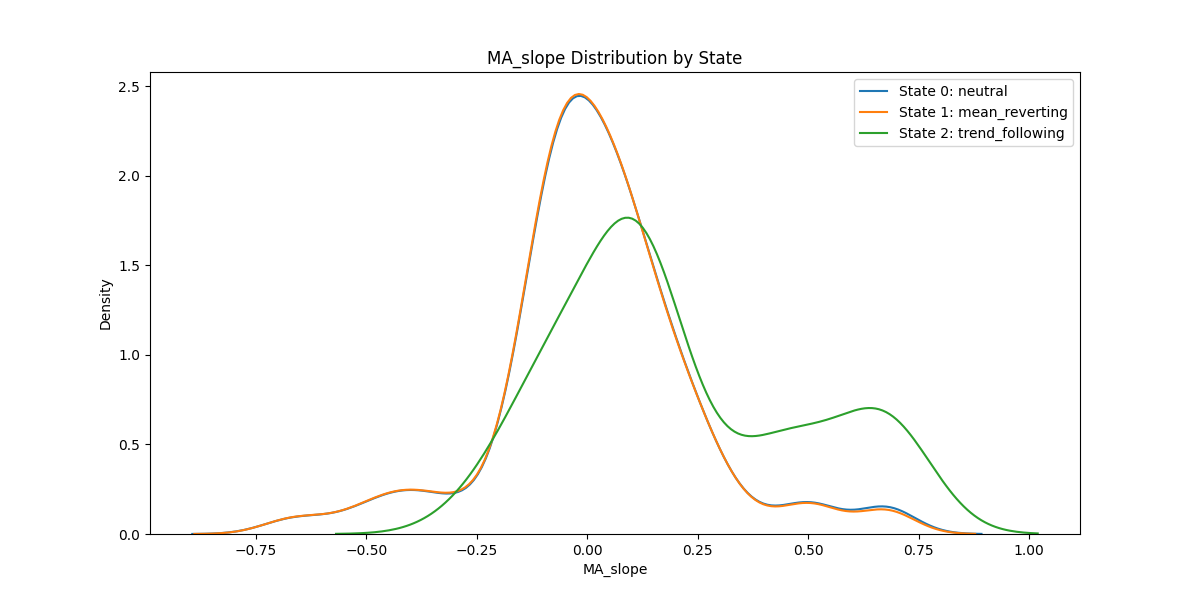 MA_slope Distribution by State
State 0: neutral
State 1: mean_reverting
State 2: trend_following
2.5
2.0
1.5
1.0
0.5
0.0
Density
−0.75 −0.50 −0.25 0.00 0.25 0.50 0.75 1.00
MA_slope